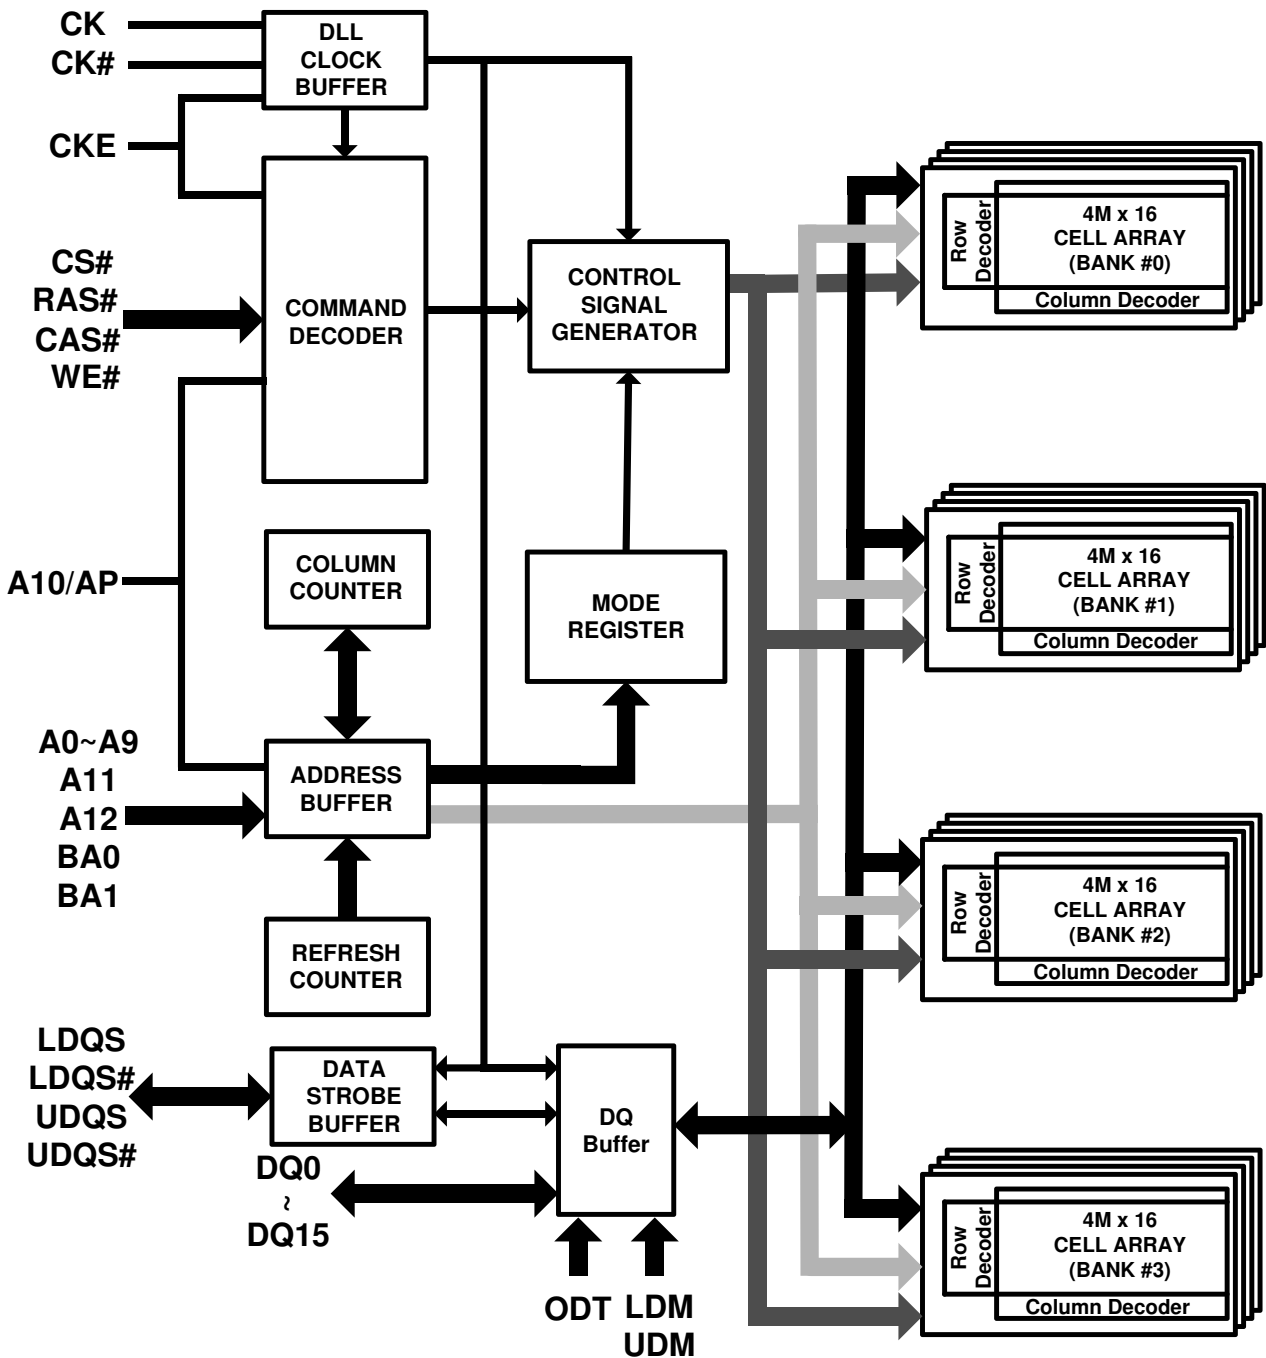 CK
CK#
CKE
DLL
CLOCK
BUFFER
CS#
RAS#
CAS#
WE#
COMMAND
DECODER
CONTROL
SIGNAL
GENERATOR
A10/AP
COLUMN
COUNTER
MODE
REGISTER
A0~A9
A11
A12
BA0
BA1
ADDRESS
BUFFER
REFRESH
COUNTER
LDQS
LDQS#
UDQS
UDQS#
DATA
STROBE
BUFFER
DQ
Buffer
DQ0
~
DQ15
ODT
LDM
UDM
Row
Decoder
4M x 16
CELL ARRAY
(BANK #0)
Column Decoder
Row
Decoder
4M x 16
CELL ARRAY
(BANK #1)
Column Decoder
Row
Decoder
4M x 16
CELL ARRAY
(BANK #2)
Column Decoder
Row
Decoder
4M x 16
CELL ARRAY
(BANK #3)
Column Decoder